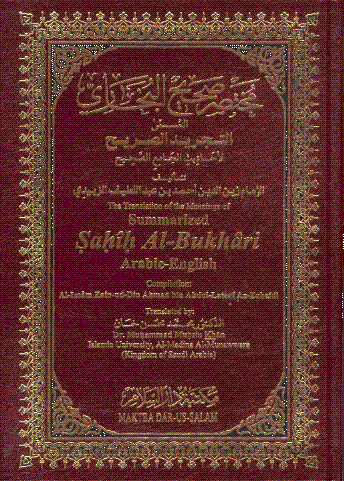 مختصر صحيح البخاري
المسمى
التجريد الصريح
لأحاديث الجامع الصحيح
تأليف
الإمام زين الدين أحمد بن عبد اللطيف الزبيدي
The Translation of the Meanings of
Summarized
Ṣaḥîḥ Al-Bukhâri
Arabic-English
Compilation:
Al-Imâm Zain-ud-Din Ahmad bin Abdul-Lateef Az-Zubaidi
Translated by:
الدكتور محمد محسن خان
Dr. Muhammad Muhsin Khân
Islamic University, Al-Madina Al-Munawwara
(Kingdom of Saudi Arabia)
مكتبة دار السلام
MAKTBA DAR-US-SALAM